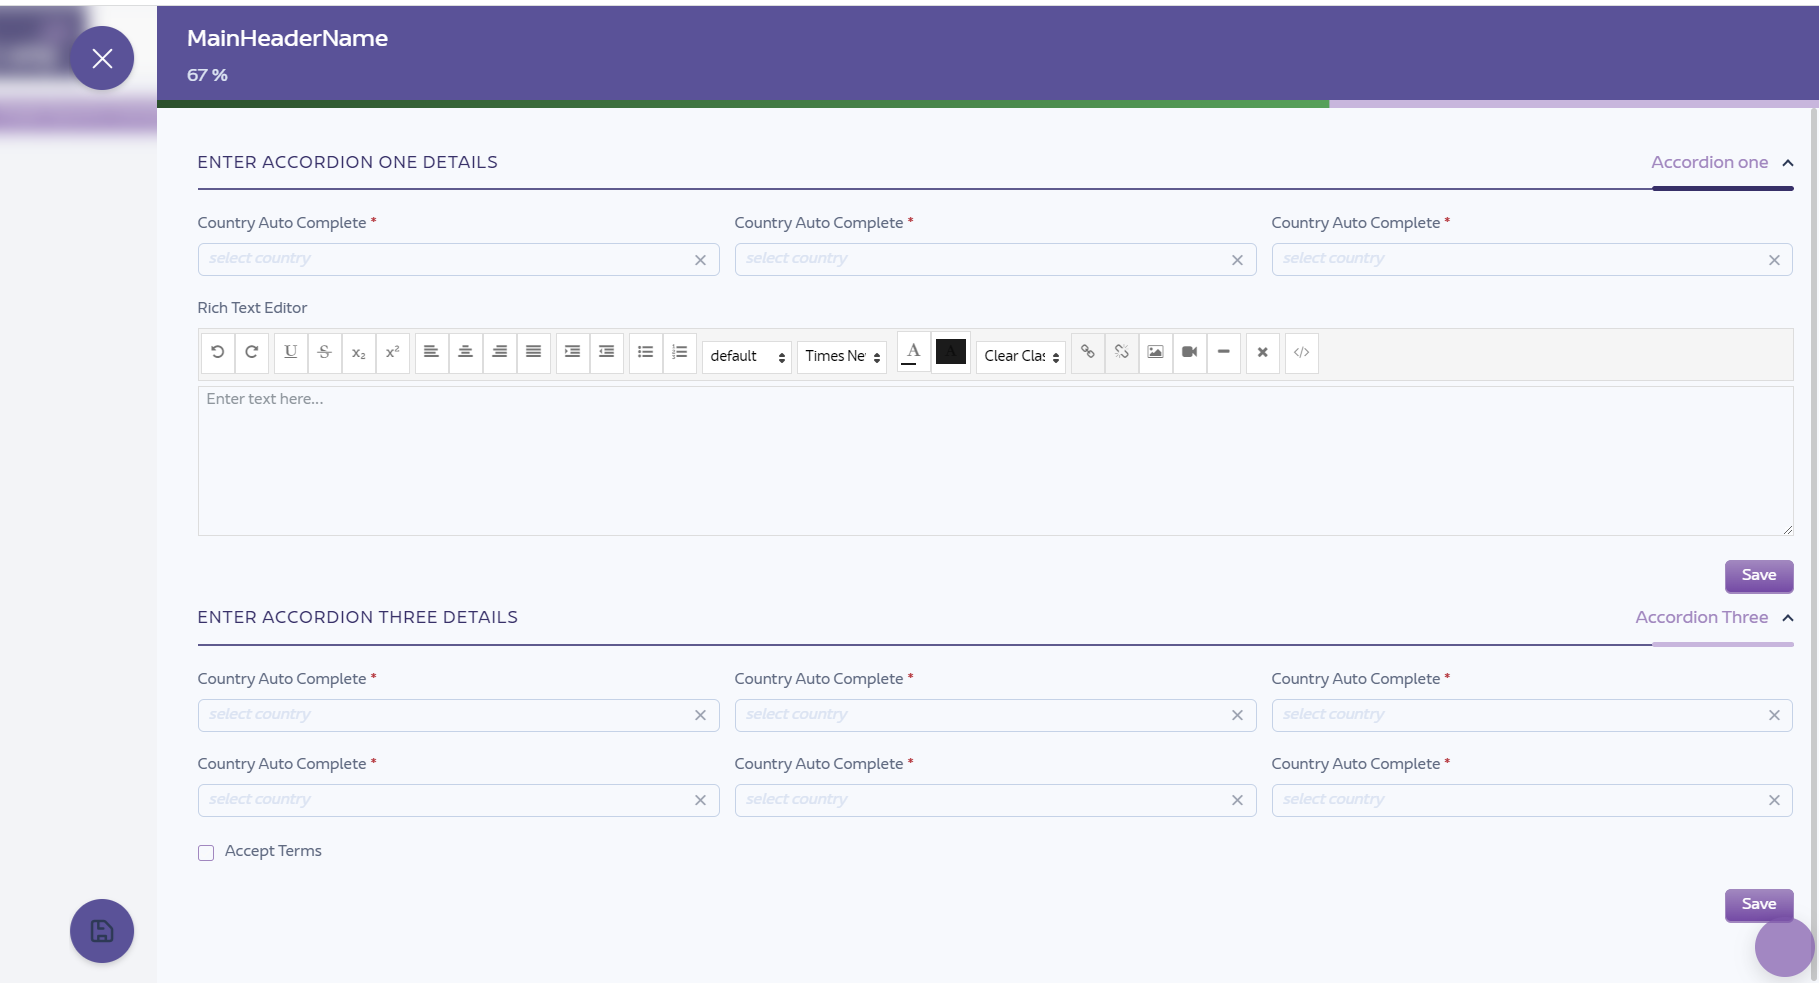 MainHeaderName
67 %
ENTER ACCORDION ONE DETAILS
Accordion one
Country Auto Complete *
Country Auto Complete *
Country Auto Complete *
select country
select country
select country
Rich Text Editor
U S x₂ x²
default
Times Ne
A
A
Clear Clas
Enter text here...
Save
ENTER ACCORDION THREE DETAILS
Accordion Three
Country Auto Complete *
Country Auto Complete *
Country Auto Complete *
select country
select country
select country
Country Auto Complete *
Country Auto Complete *
Country Auto Complete *
select country
select country
select country
Accept Terms
Save